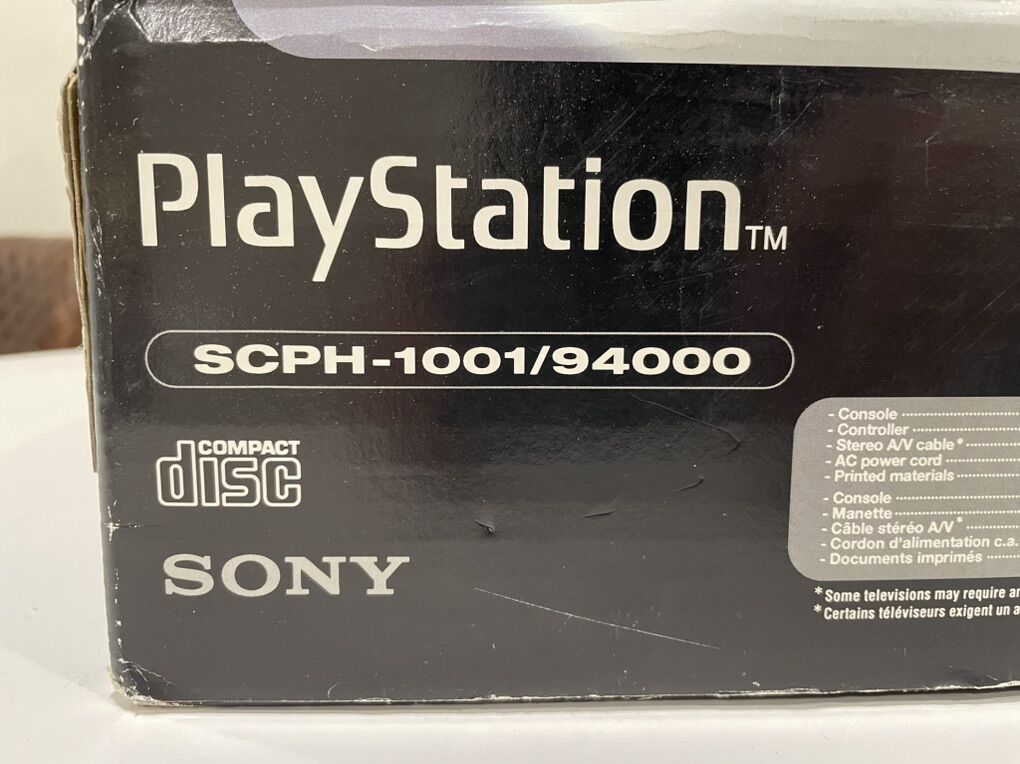 PlayStation™
SCPH-1001/94000
COMPACT
disc
SONY
- Console
- Controller
- Stereo A/V cable*
- AC power cord
- Printed materials
- Console
- Manette
- Câble stéréo A/V*
- Cordon d'alimentation c.a.
- Documents imprimés
*Some televisions may require
*Certains téléviseurs exigent un